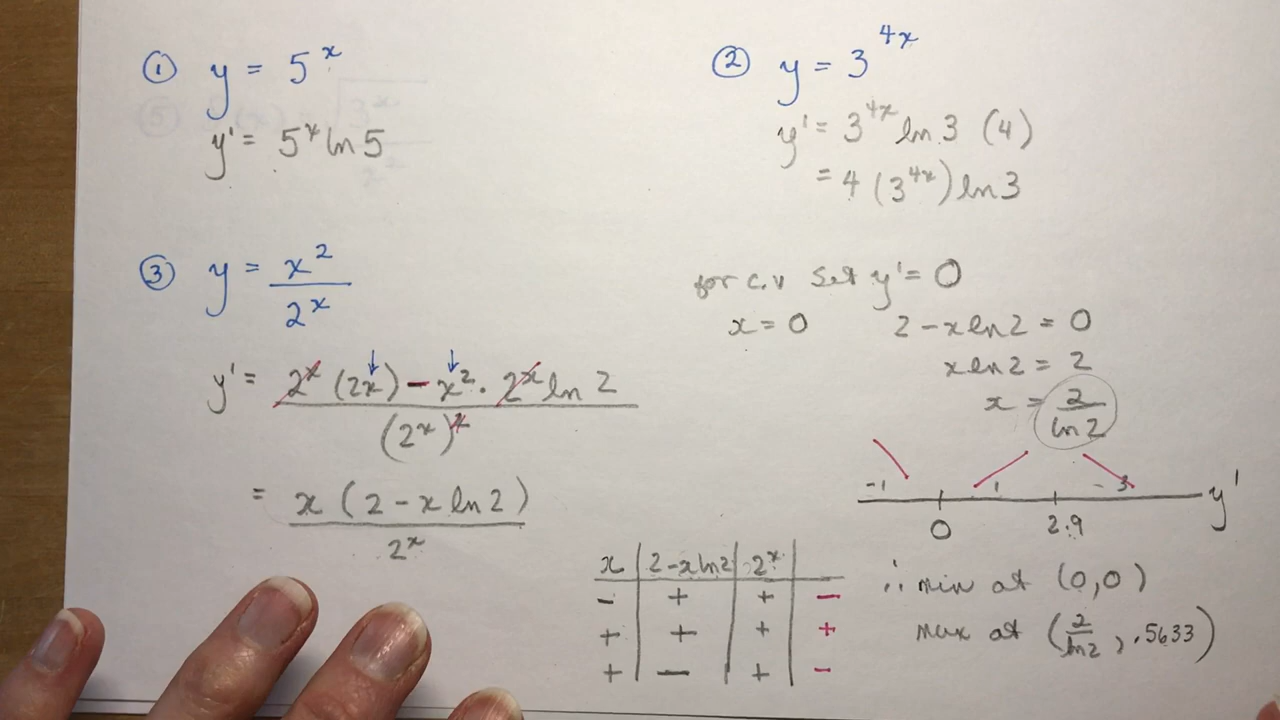 ① y = 5^x
y' = 5^x ln 5
② y = 3^4x
y' = 3^4x ln 3 (4)
= 4 (3^4x) ln 3
③ y = x^2 / 2^x
y' = 2^x (2x) - x^2 · 2^x ln 2 / (2^x)^2
= x (2 - x ln 2) / 2^x
for c.v set y' = 0
x = 0 2 - x ln 2 = 0
x ln 2 = 2
x = 2 / ln 2
-1 1 3 y'
0 2.9
x | 2 - x ln 2 | 2^x |
- | + | + | -
+ | + | + | +
+ | - | + | -
∴ min at (0,0)
max at (2 / ln 2, .5633)